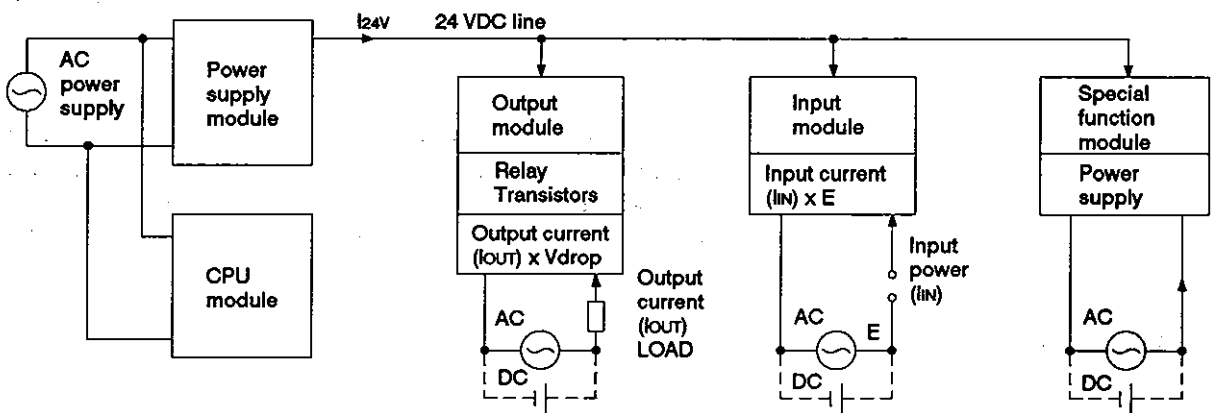 I24V
24 VDC line
AC
power
supply
Power
supply
module
CPU
module
Output
module
Relay
Transistors
Output current
(IOUT) x Vdrop
Output
current
(IOUT)
LOAD
AC
DC
Input
module
Input current
(IIN) x E
Input
power
(IIN)
AC
E
DC
Special
function
module
Power
supply
AC
DC